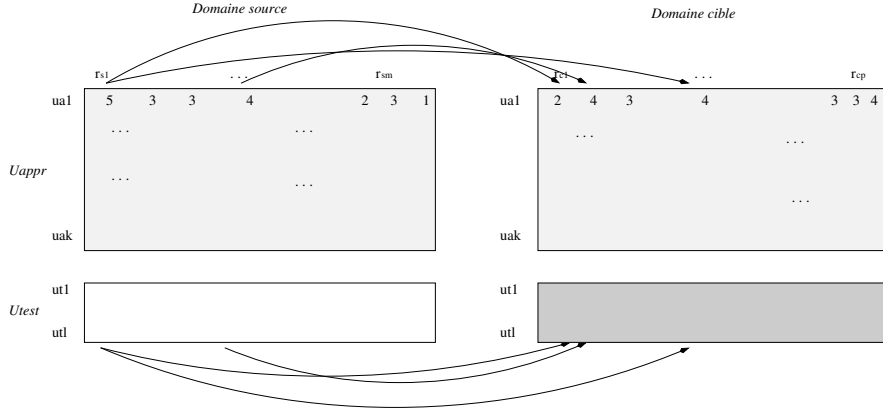 Domaine source Domaine cible
rs1 ... rsm rc1 ... rcp
ua1 5 3 3 4 2 3 1 ua1 2 4 3 4 3 3 4
... ... ... ...
Uappr
... ... ...
uak uak
ut1 ut1
Utest
utl utl